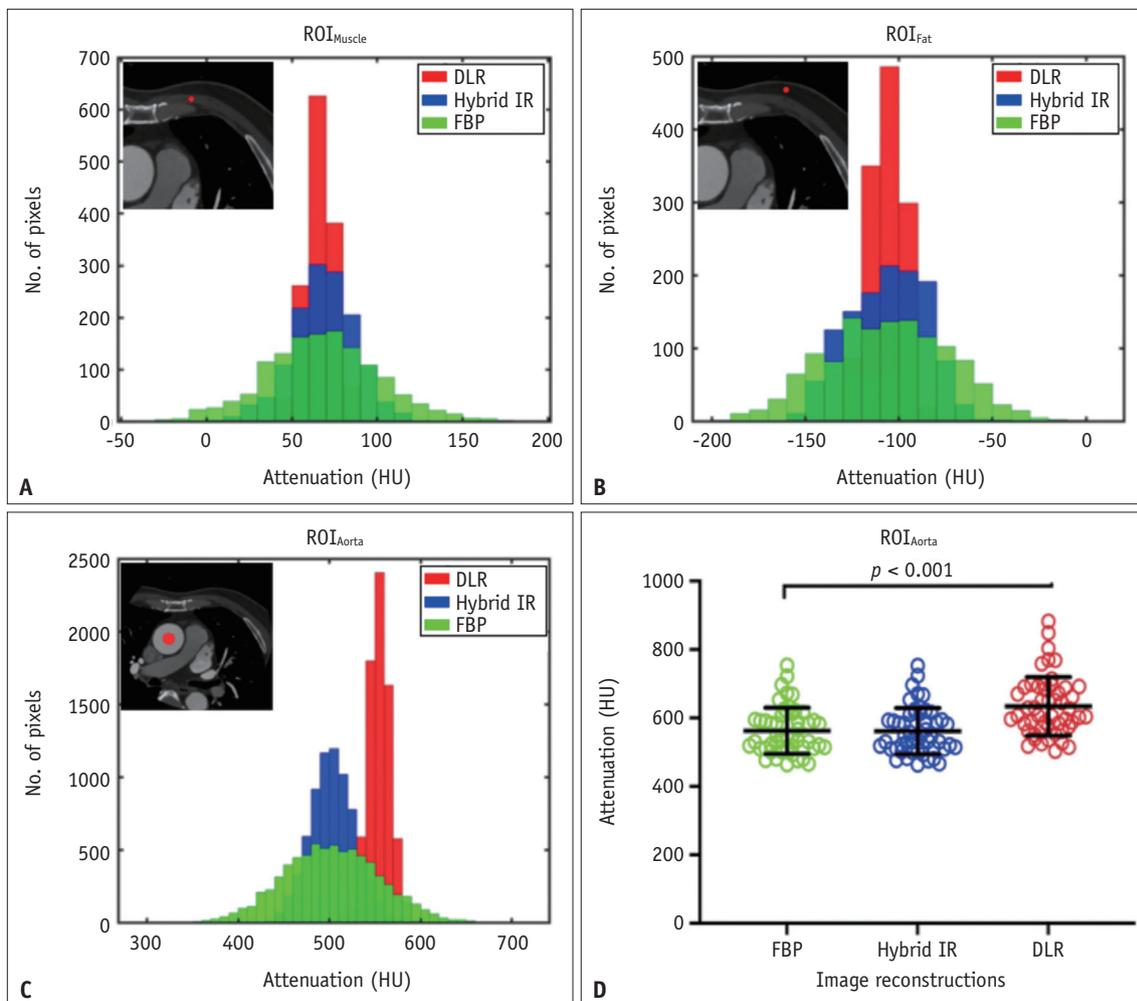 ROIMuscle
700
600
500
400
300
200
100
0
No. of pixels
DLR
Hybrid IR
FBP
-50 0 50 100 150 200
Attenuation (HU)
A
ROIFat
500
400
300
200
100
0
No. of pixels
DLR
Hybrid IR
FBP
-200 -150 -100 -50 0
Attenuation (HU)
B
ROIAorta
2500
2000
1500
1000
500
0
No. of pixels
DLR
Hybrid IR
FBP
300 400 500 600 700
Attenuation (HU)
C
ROIAorta
p < 0.001
1000
800
600
400
200
0
Attenuation (HU)
FBP Hybrid IR DLR
Image reconstructions
D